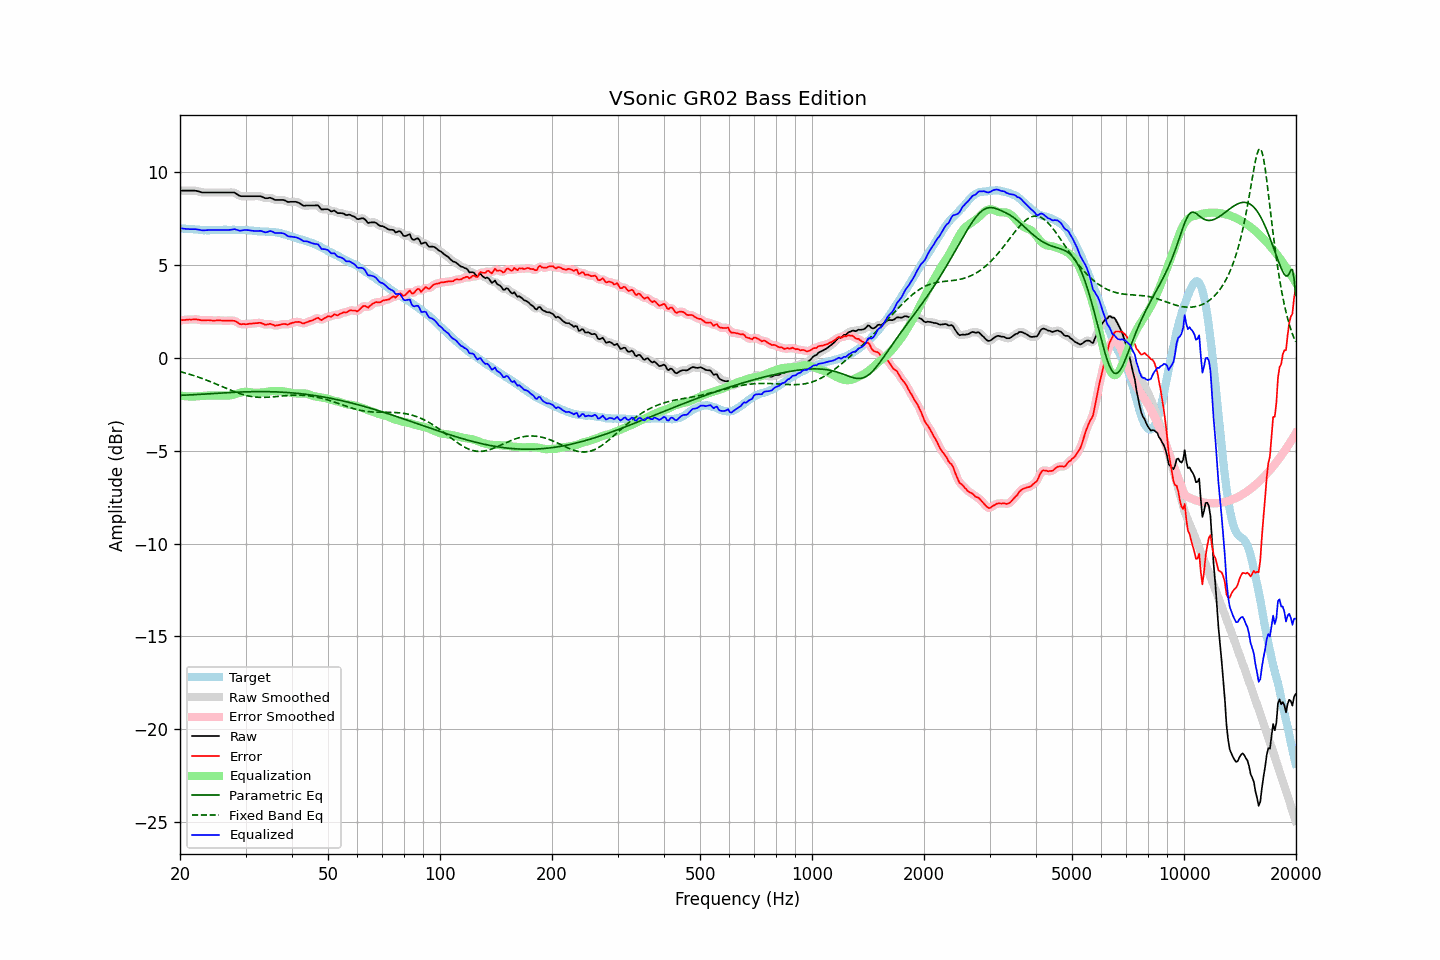 VSonic GR02 Bass Edition
Amplitude (dBr)
10
5
0
−5
−10
−15
−20
−25
Target
Raw Smoothed
Error Smoothed
Raw
Error
Equalization
Parametric Eq
Fixed Band Eq
Equalized
20 50 100 200 500 1000 2000 5000 10000 20000
Frequency (Hz)